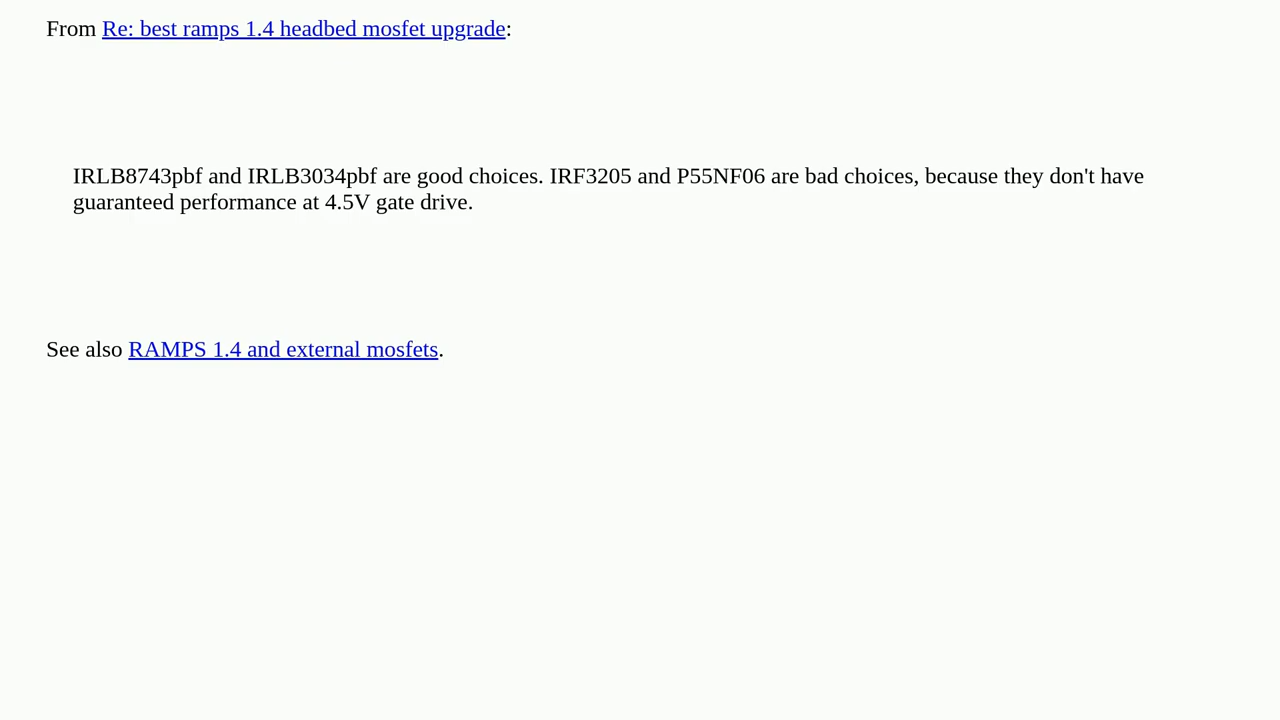 From Re: best ramps 1.4 headbed mosfet upgrade:
IRLB8743pbf and IRLB3034pbf are good choices. IRF3205 and P55NF06 are bad choices, because they don't have
guaranteed performance at 4.5V gate drive.
See also RAMPS 1.4 and external mosfets.